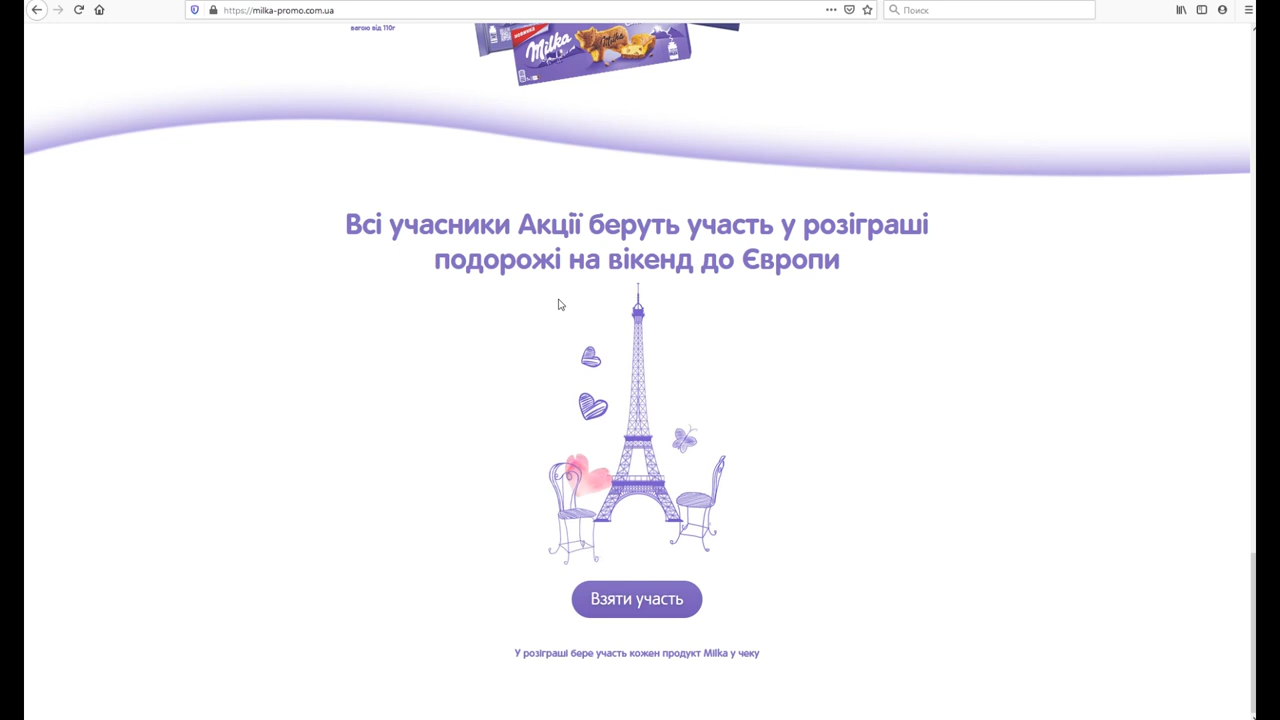 https://milka-promo.com.ua
Поиск
вагою від 110г
НОВИНКА
Milka
Всі учасники Акції беруть участь у розіграші
подорожі на вікенд до Європи
Взяти участь
У розіграші бере участь кожен продукт Milka у чеку